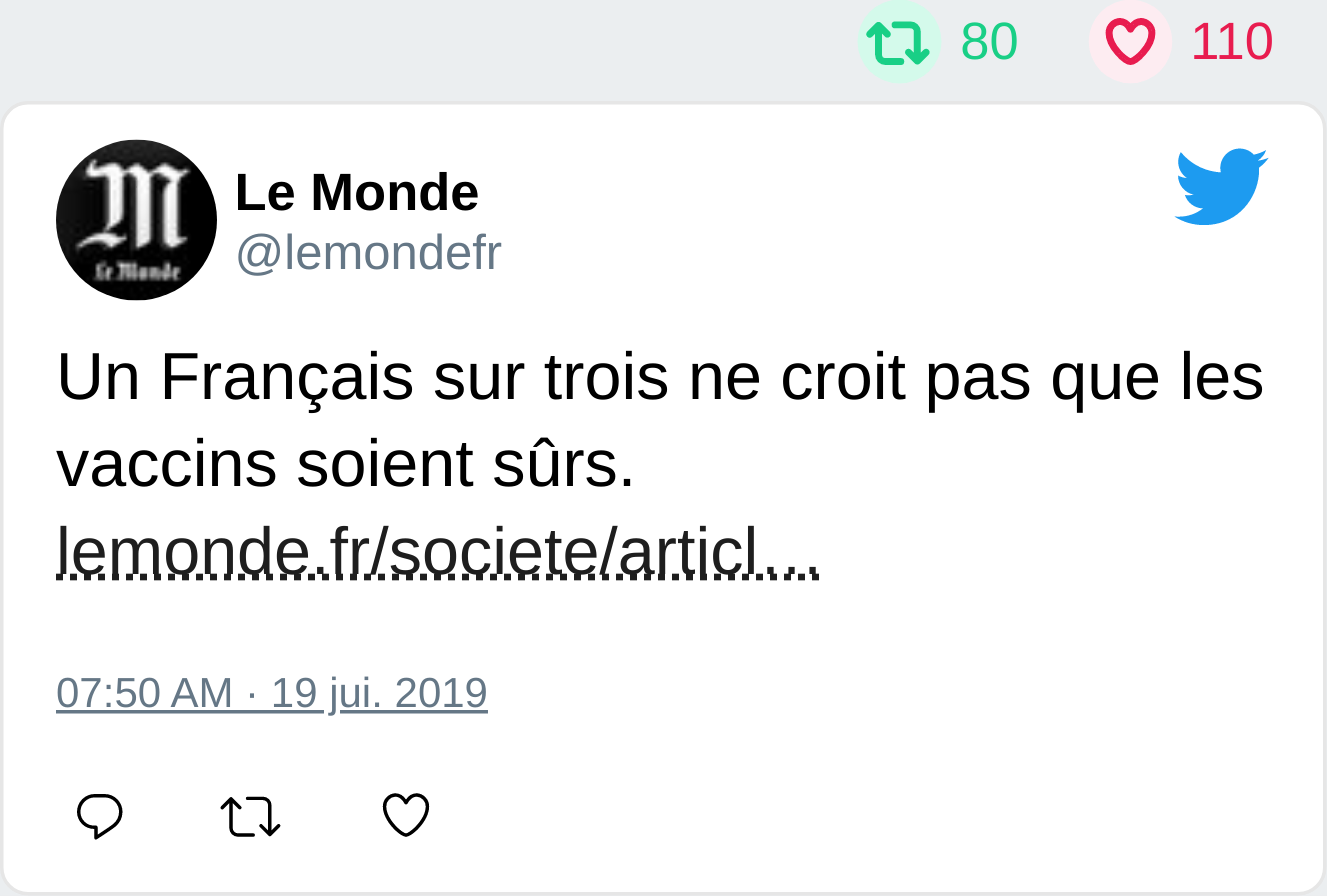 80 110
Le Monde
Le Monde
@lemondefr
Un Français sur trois ne croit pas que les
vaccins soient sûrs.
lemonde.fr/societe/articl…
07:50 AM · 19 jui. 2019